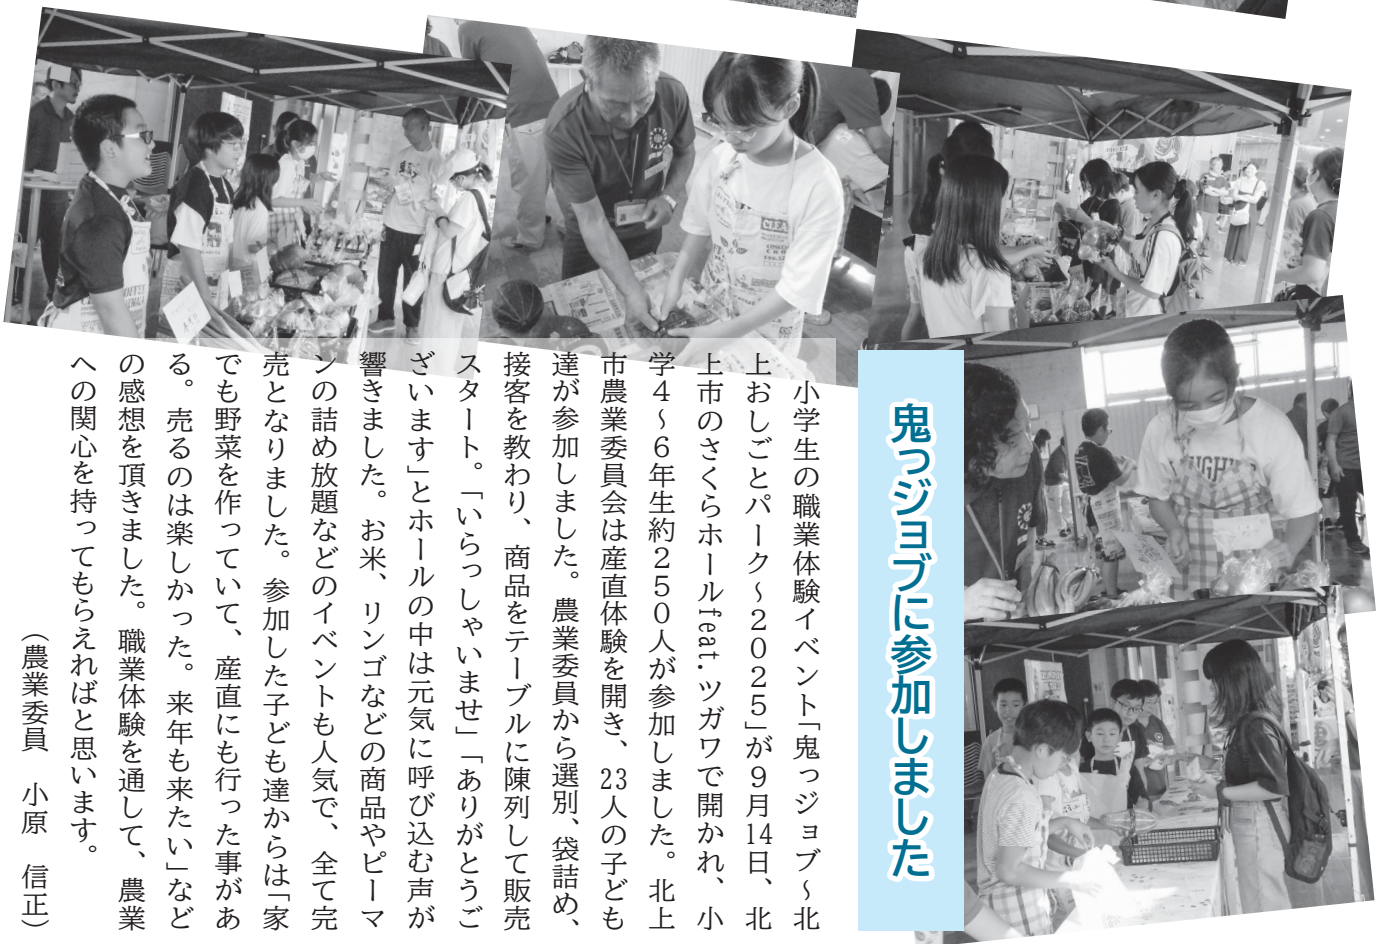 鬼っジョブに参加しました
小学生の職業体験イベント「鬼っジョブ～北
上おしごとパーク～２０２５」が９月14日、北
上市のさくらホールfeat.ツガワで開かれ、小
学４～６年生約２５０人が参加しました。北上
市農業委員会は産直体験を開き、23人の子ども
達が参加しました。農業委員から選別、袋詰め、
接客を教わり、商品をテーブルに陳列して販売
スタート。「いらっしゃいませ」「ありがとうご
ざいます」とホールの中は元気に呼び込む声が
響きました。お米、リンゴなどの商品やピーマ
ンの詰め放題などのイベントも人気で、全て完
売となりました。参加した子ども達からは「家
でも野菜を作っていて、産直にも行った事があ
る。売るのは楽しかった。来年も来たい」など
の感想を頂きました。職業体験を通して、農業
への関心を持ってもらえればと思います。
（農業委員　小原　信正）